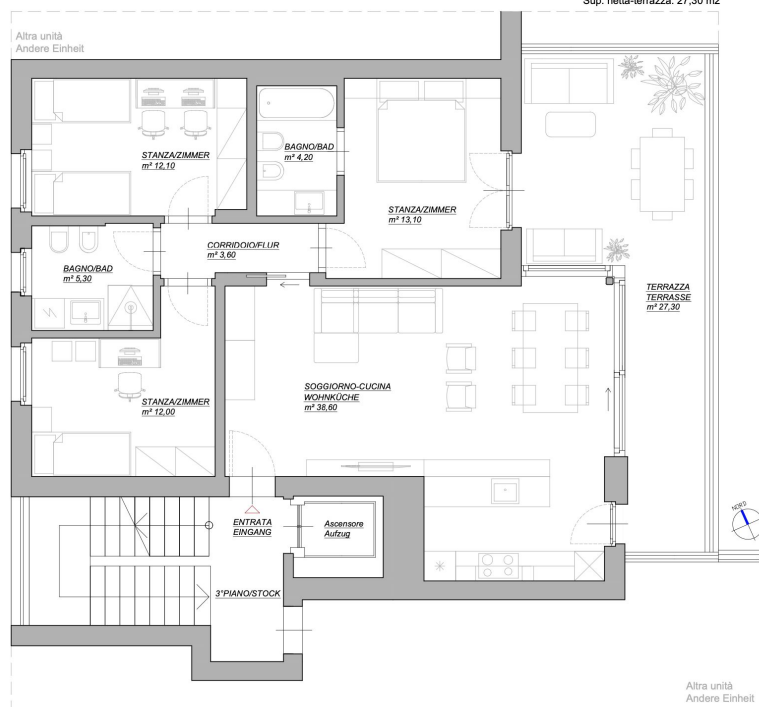 Sup. netta-terrazza: 27,30 m2
Altra unità
Andere Einheit
STANZA/ZIMMER
m² 12,10
BAGNO/BAD
m² 4,20
STANZA/ZIMMER
m² 13,10
CORRIDOIO/FLUR
m² 3,60
BAGNO/BAD
m² 5,30
TERRAZZA
TERRASSE
m² 27,30
SOGGIORNO-CUCINA
WOHNKÜCHE
m² 38,60
STANZA/ZIMMER
m² 12,00
NORD
ENTRATA
EINGANG
Ascensore
Aufzug
3°PIANO/STOCK
Altra unità
Andere Einheit